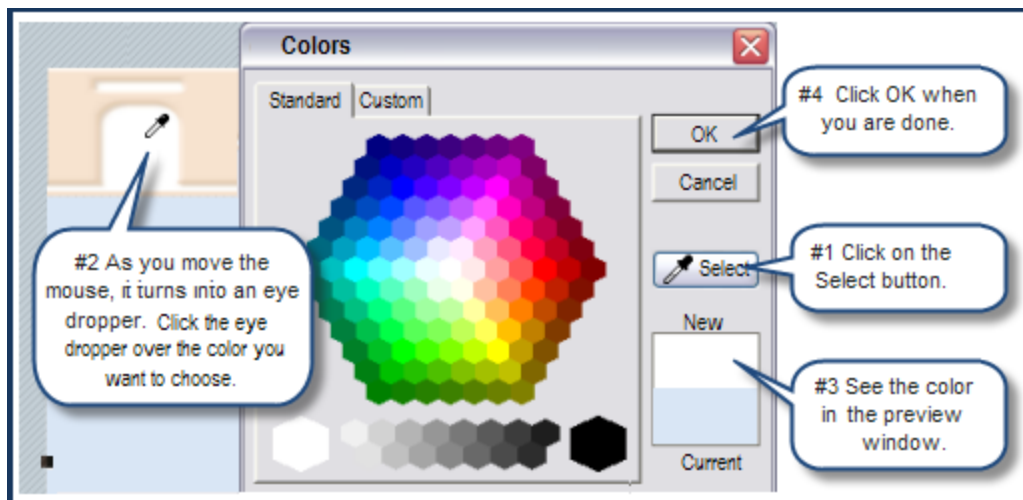 Colors
Standard
Custom
OK
Cancel
Select
New
Current
#4 Click OK when
you are done.
#1 Click on the
Select button.
#2 As you move the
mouse, it turns into an eye
dropper. Click the eye
dropper over the color you
want to choose.
#3 See the color
in the preview
window.